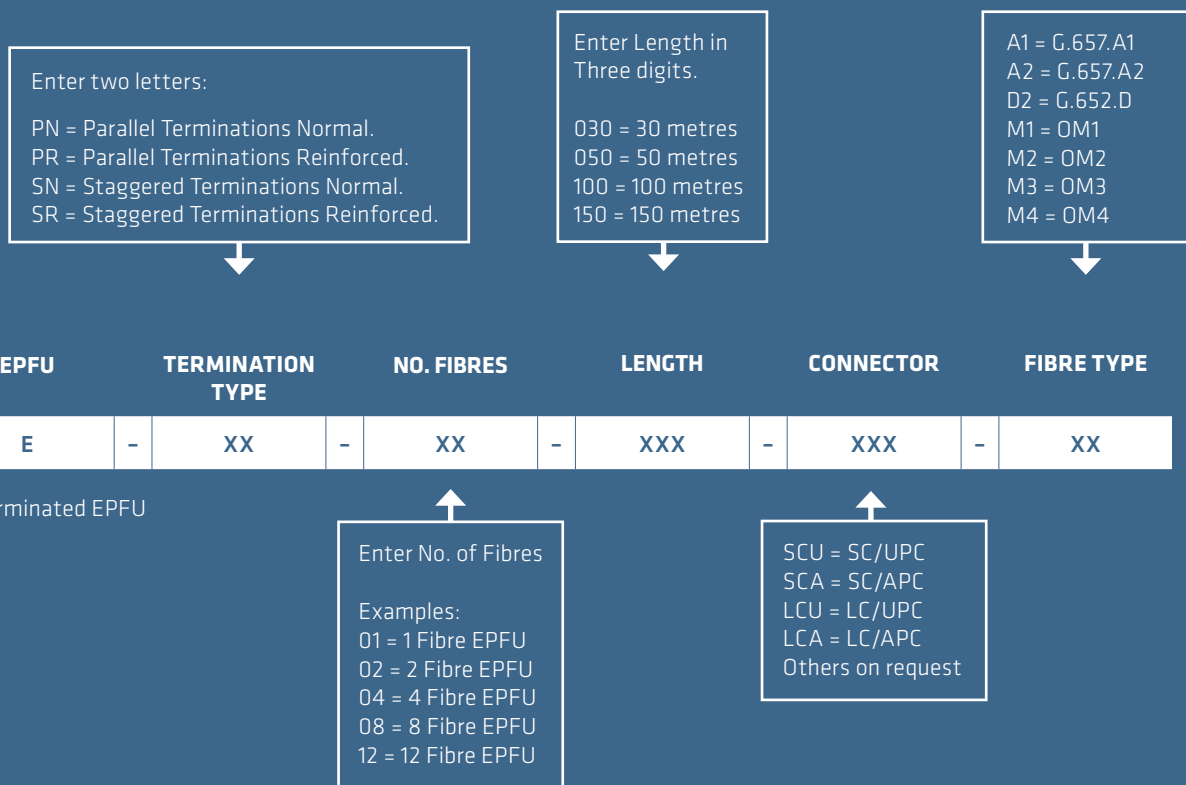 Enter two letters:
PN = Parallel Terminations Normal.
PR = Parallel Terminations Reinforced.
SN = Staggered Terminations Normal.
SR = Staggered Terminations Reinforced.
Enter Length in
Three digits.
030 = 30 metres
050 = 50 metres
100 = 100 metres
150 = 150 metres
A1 = G.657.A1
A2 = G.657.A2
D2 = G.652.D
M1 = OM1
M2 = OM2
M3 = OM3
M4 = OM4
EPFU
TERMINATION
TYPE
NO. FIBRES
LENGTH
CONNECTOR
FIBRE TYPE
E - XX - XX - XXX - XXX - XX
rminated EPFU
Enter No. of Fibres
Examples:
01 = 1 Fibre EPFU
02 = 2 Fibre EPFU
04 = 4 Fibre EPFU
08 = 8 Fibre EPFU
12 = 12 Fibre EPFU
SCU = SC/UPC
SCA = SC/APC
LCU = LC/UPC
LCA = LC/APC
Others on request